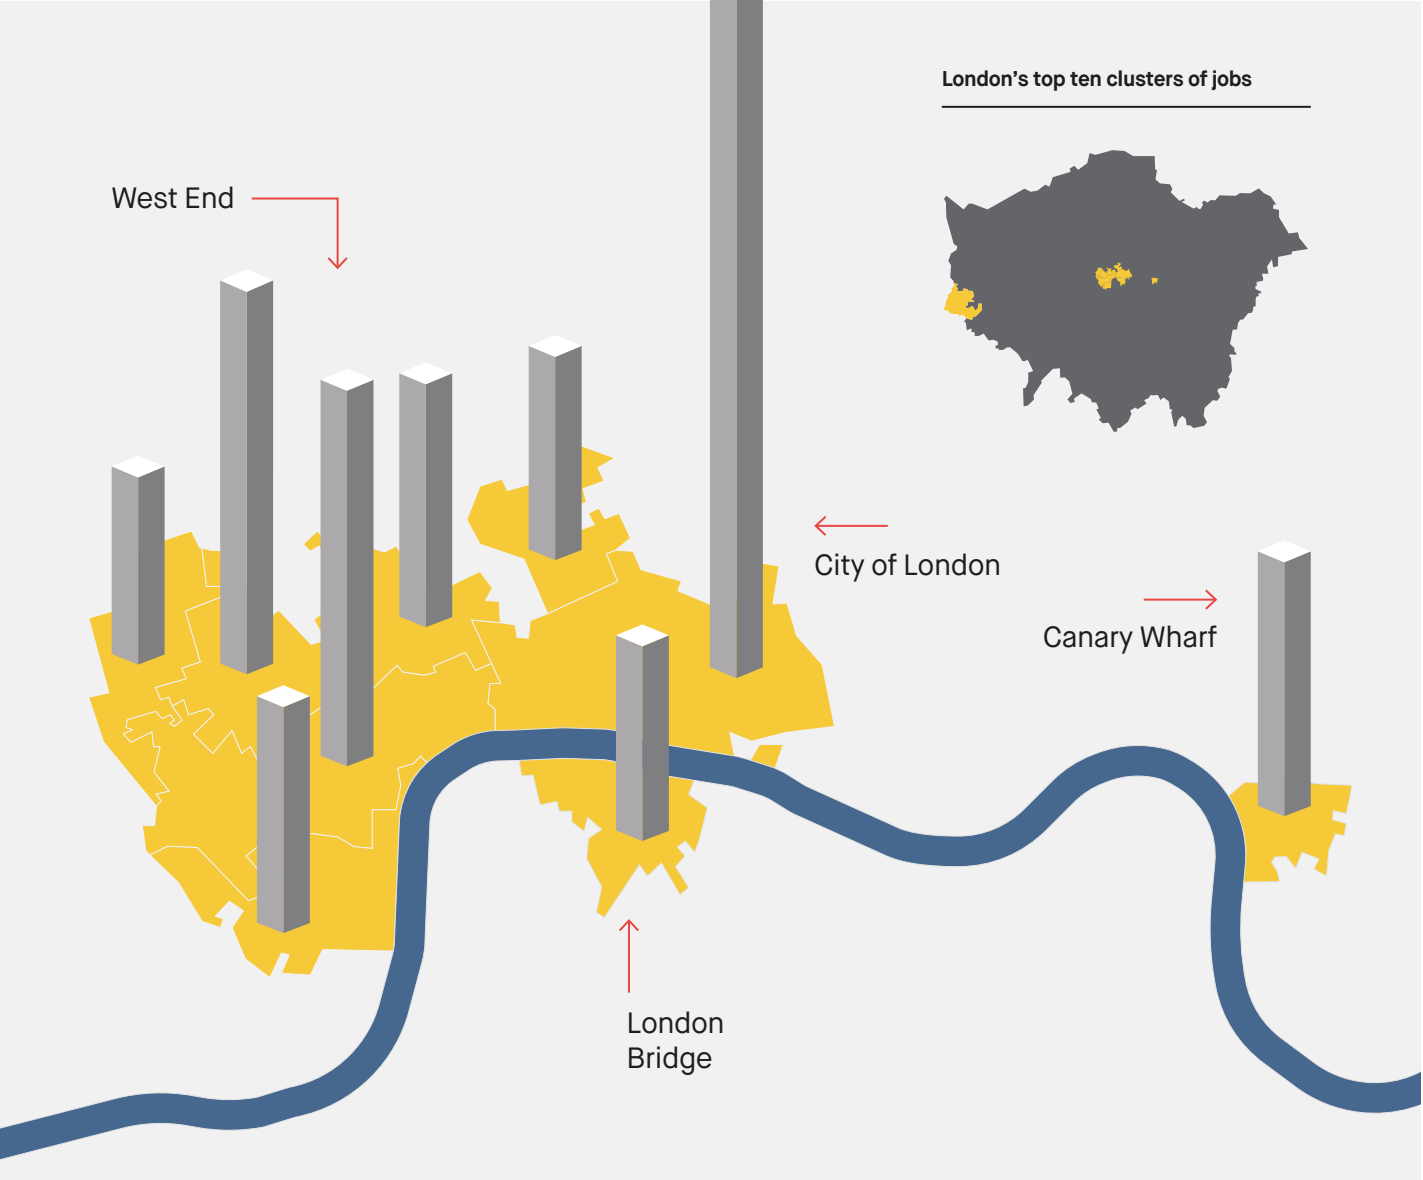 London’s top ten clusters of jobs
West End
City of London
Canary Wharf
London
Bridge